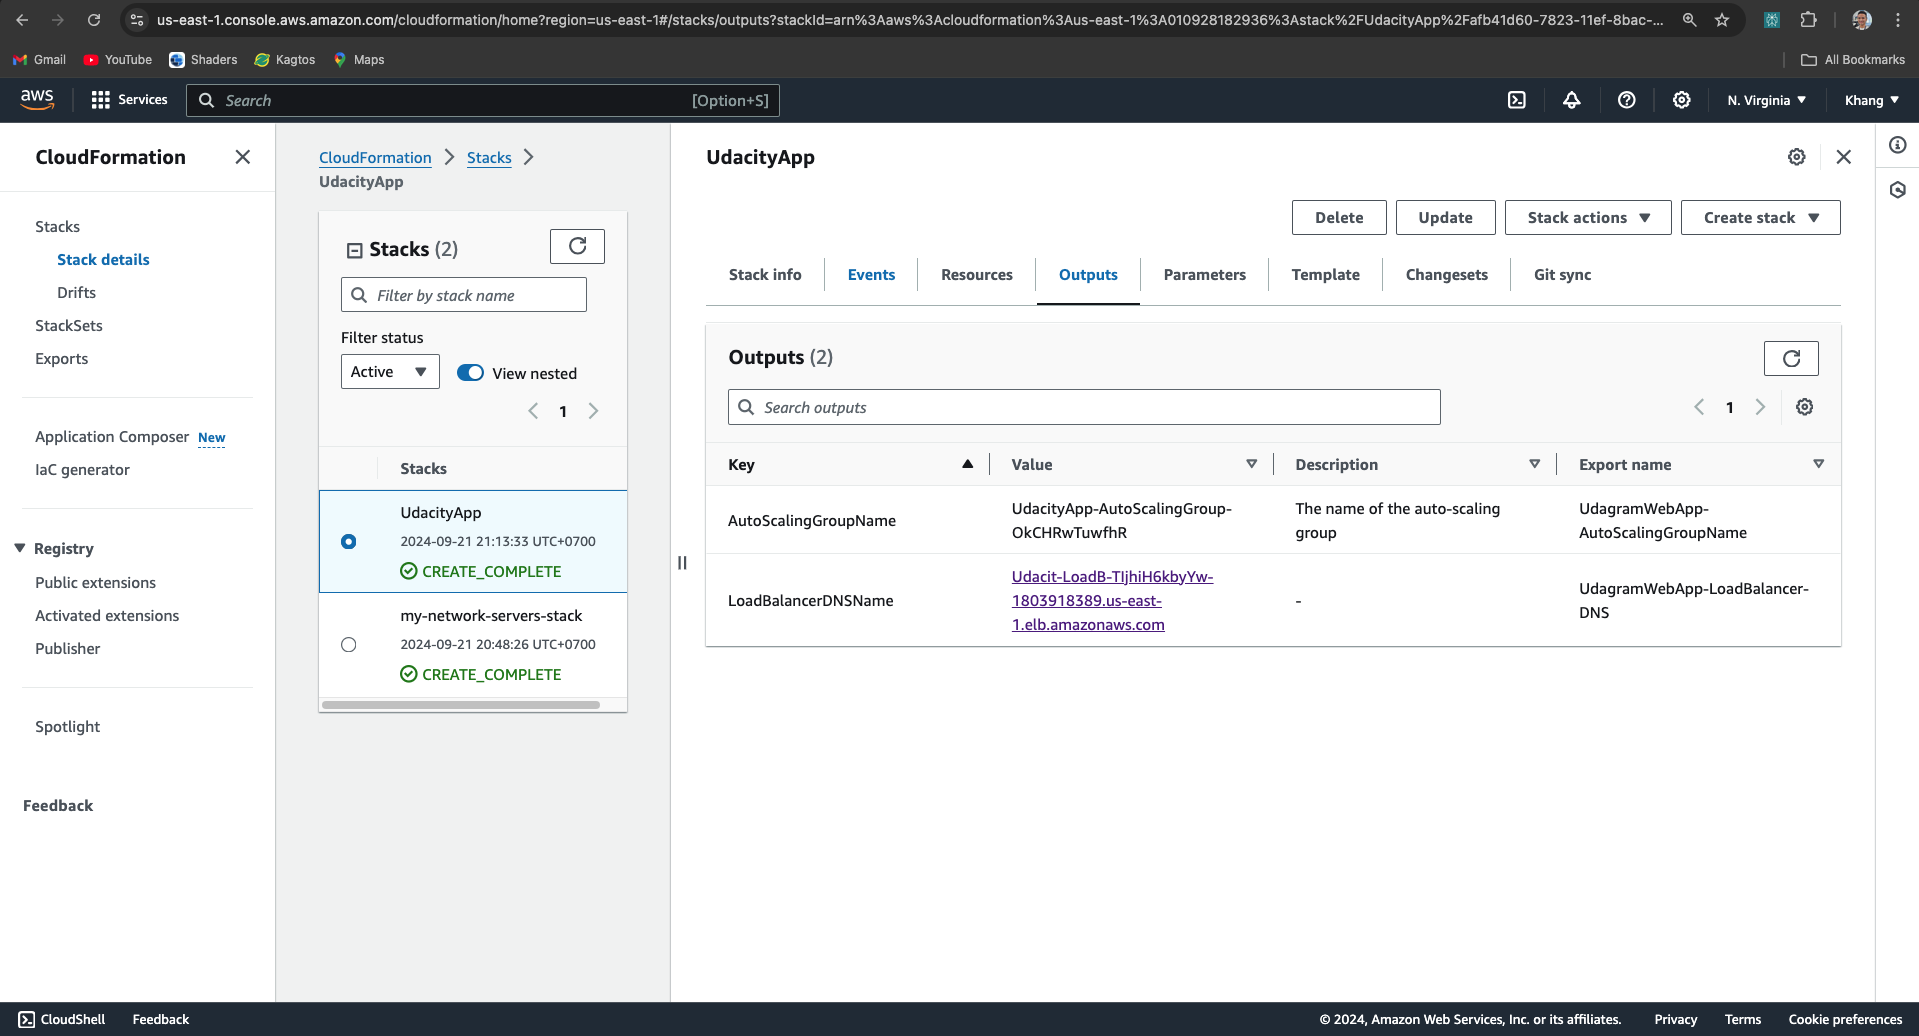 us-east-1.console.aws.amazon.com/cloudformation/home?region=us-east-1#/stacks/outputs?stackId=arn%3Aaws%3Acloudformation%3Aus-east-1%3A010928182936%3Astack%2FUdacityApp%2Fafb41d60-7823-11ef-8bac-...
Gmail YouTube Shaders Kagtos Maps All Bookmarks
aws Services Search [Option+S] N. Virginia Khang
CloudFormation
Stacks
Stack details
Drifts
StackSets
Exports
Application Composer New
IaC generator
Registry
Public extensions
Activated extensions
Publisher
Spotlight
Feedback
CloudFormation Stacks
UdacityApp
Stacks (2)
Filter by stack name
Filter status
Active View nested
1
Stacks
UdacityApp
2024-09-21 21:13:33 UTC+0700
CREATE_COMPLETE
my-network-servers-stack
2024-09-21 20:48:26 UTC+0700
CREATE_COMPLETE
UdacityApp
Delete Update Stack actions Create stack
Stack info Events Resources Outputs Parameters Template Changesets Git sync
Outputs (2)
Search outputs 1
Key Value Description Export name
AutoScalingGroupName
UdacityApp-AutoScalingGroup-
OkCHRwTuwfhR
The name of the auto-scaling
group
UdagramWebApp-
AutoScalingGroupName
LoadBalancerDNSName
Udacit-LoadB-TIjhiH6kbyYw-
1803918389.us-east-
1.elb.amazonaws.com
-
UdagramWebApp-LoadBalancer-
DNS
CloudShell Feedback © 2024, Amazon Web Services, Inc. or its affiliates. Privacy Terms Cookie preferences